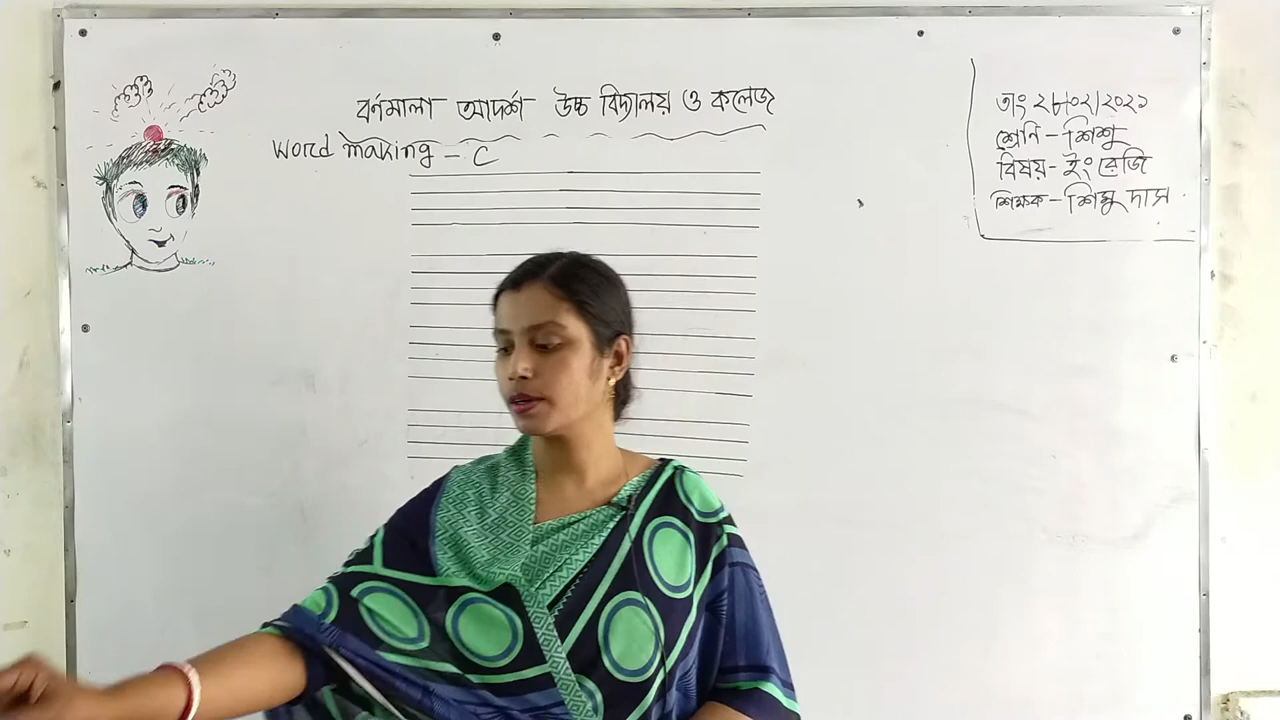 বর্ণমালা আদর্শ উচ্চ বিদ্যালয় ও কলেজ
Word Making - C
তাং ২৮/০২/২০২১
শ্রেনি - শিশু
বিষয় - ইংরেজি
শিক্ষক - শিপ্রু দাস